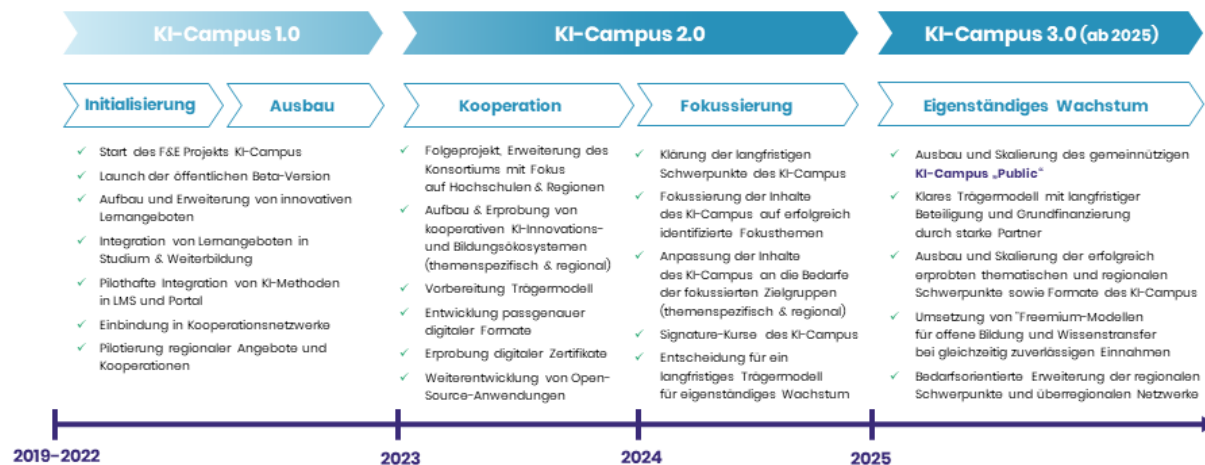 KI-Campus 1.0
KI-Campus 2.0
KI-Campus 3.0 (ab 2025)
Initialisierung
Ausbau
Kooperation
Fokussierung
Eigenständiges Wachstum
✓ Start des F&E Projekts KI-Campus
✓ Launch der öffentlichen Beta-Version
✓ Aufbau und Erweiterung von innovativen
Lernangeboten
✓ Integration von Lernangeboten in
Studium & Weiterbildung
✓ Pilothafte Integration von KI-Methoden
in LMS und Portal
✓ Einbindung in Kooperationsnetzwerke
✓ Pilotierung regionaler Angebote und
Kooperationen
✓ Folgeprojekt, Erweiterung des
Konsortiums mit Fokus
auf Hochschulen & Regionen
✓ Aufbau & Erprobung von
kooperativen KI-Innovations-
und Bildungsökosystemen
(themenspezifisch & regional)
✓ Vorbereitung Trägermodell
✓ Entwicklung passgenauer
digitaler Formate
✓ Erprobung digitaler Zertifikate
✓ Weiterentwicklung von Open-
Source-Anwendungen
✓ Klärung der langfristigen
Schwerpunkte des KI-Campus
✓ Fokussierung der Inhalte
des KI-Campus auf erfolgreich
identifizierte Fokusthemen
✓ Anpassung der Inhalte
des KI-Campus an die Bedarfe
der fokussierten Zielgruppen
(themenspezifisch & regional)
✓ Signature-Kurse des KI-Campus
✓ Entscheidung für ein
langfristiges Trägermodell
für eigenständiges Wachstum
✓ Ausbau und Skalierung des gemeinnützigen
KI-Campus „Public“
✓ Klares Trägermodell mit langfristiger
Beteiligung und Grundfinanzierung
durch starke Partner
✓ Ausbau und Skalierung der erfolgreich
erprobten thematischen und regionalen
Schwerpunkte sowie Formate des KI-Campus
✓ Umsetzung von "Freemium-Modellen
für offene Bildung und Wissenstransfer
bei gleichzeitig zuverlässigen Einnahmen
✓ Bedarfsorientierte Erweiterung der regionalen
Schwerpunkte und überregionalen Netzwerke
2019-2022
2023
2024
2025